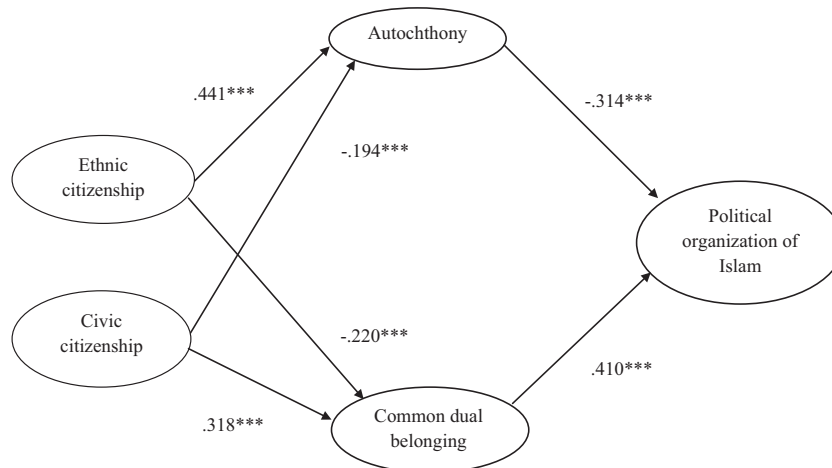 Autochthony
.441***
-.314***
-.194***
Ethnic
citizenship
Political
organization of
Islam
Civic
citizenship
-.220***
.410***
.318***
Common dual
belonging